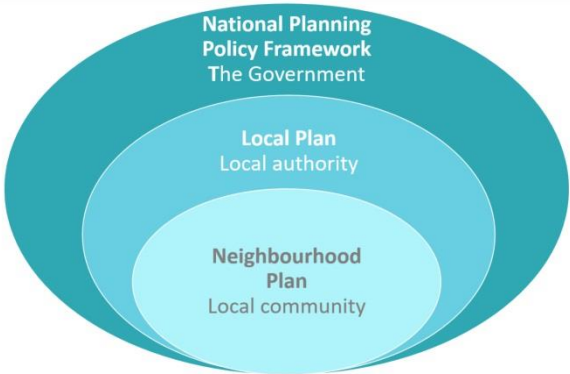 National Planning
Policy Framework
The Government
Local Plan
Local authority
Neighbourhood
Plan
Local community